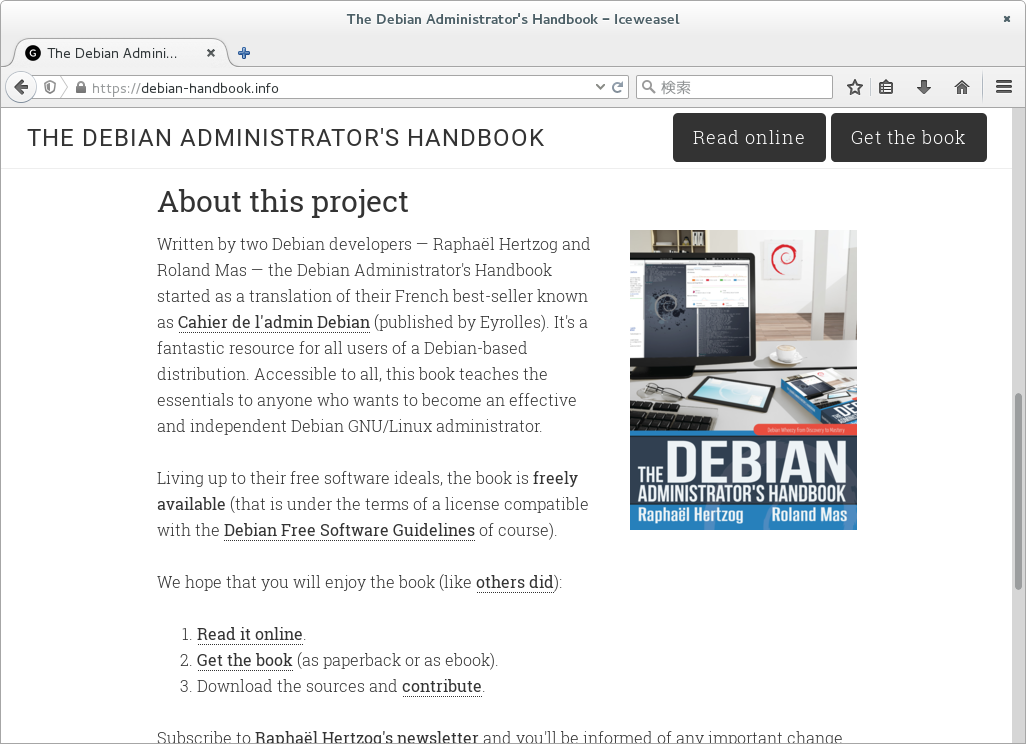 The Debian Administrator's Handbook – Iceweasel
The Debian Admini...
https://debian-handbook.info
検索
THE DEBIAN ADMINISTRATOR'S HANDBOOK
Read online
Get the book
About this project
Written by two Debian developers — Raphaël Hertzog and
Roland Mas — the Debian Administrator's Handbook
started as a translation of their French best-seller known
as Cahier de l'admin Debian (published by Eyrolles). It's a
fantastic resource for all users of a Debian-based
distribution. Accessible to all, this book teaches the
essentials to anyone who wants to become an effective
and independent Debian GNU/Linux administrator.
Debian Wheezy from Discovery to Mastery
THE DEBIAN
ADMINISTRATOR'S HANDBOOK
Raphaël Hertzog Roland Mas
Living up to their free software ideals, the book is freely
available (that is under the terms of a license compatible
with the Debian Free Software Guidelines of course).
We hope that you will enjoy the book (like others did):
1. Read it online.
2. Get the book (as paperback or as ebook).
3. Download the sources and contribute.
Subscribe to Raphaël Hertzog's newsletter and you'll be informed of any important change